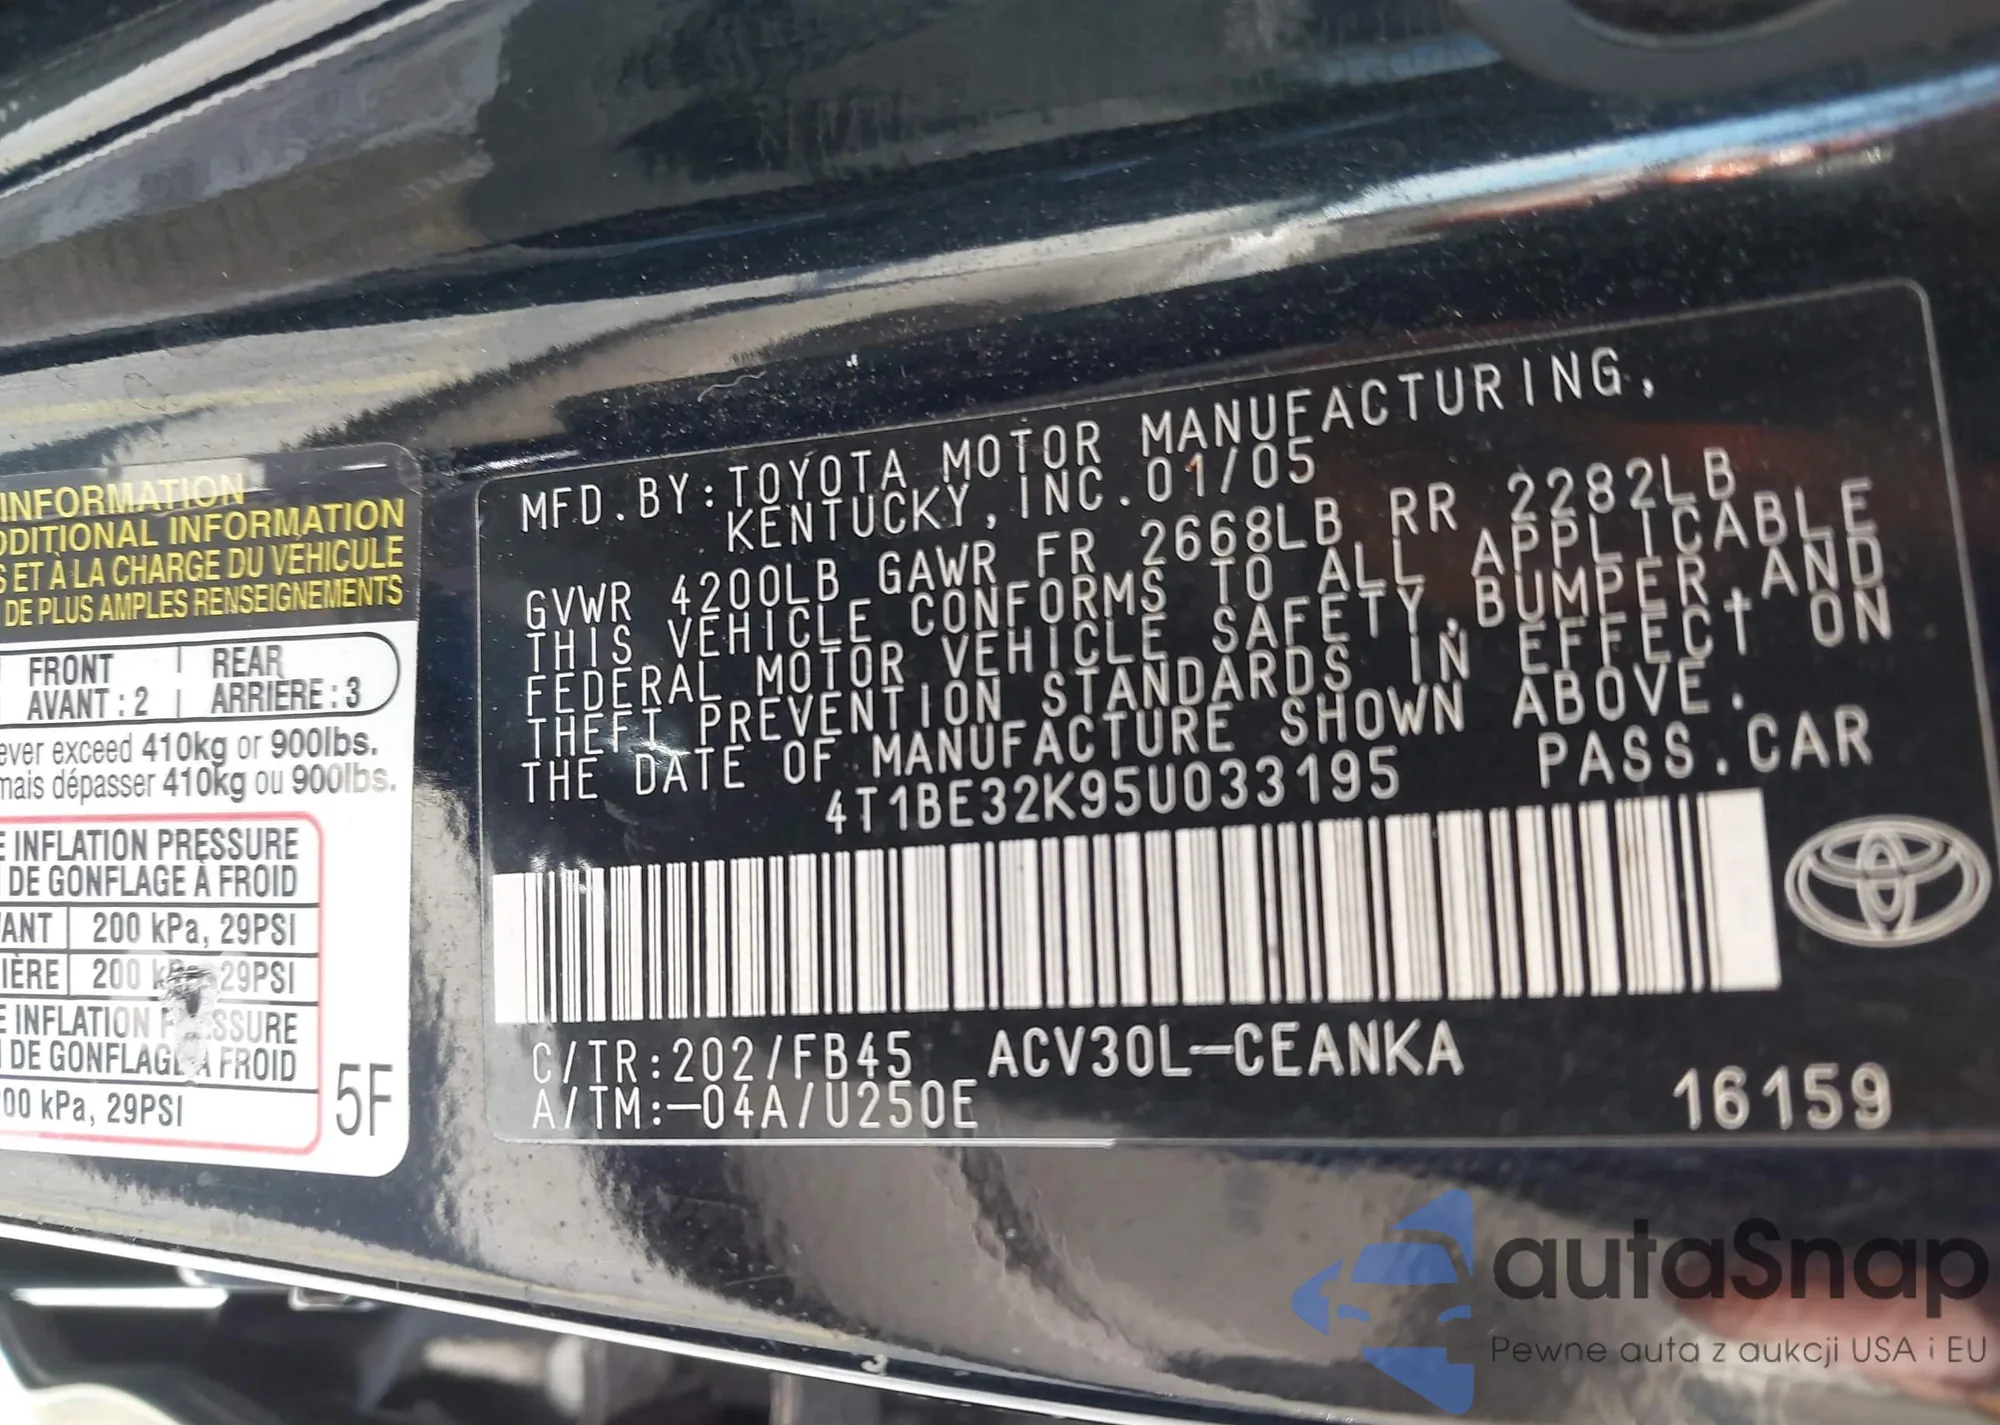 INFORMATION
DDITIONAL INFORMATION
S ET À LA CHARGE DU VÉHICULE
DE PLUS AMPLES RENSEIGNEMENTS
FRONT | REAR
AVANT : 2 | ARRIÈRE : 3
ever exceed 410kg or 900lbs.
mais dépasser 410kg ou 900lbs.
E INFLATION PRESSURE
DE GONFLAGE À FROID
ANT 200 kPa, 29PSI
IÈRE 200 29PSI
E INFLATION
DE GONFLAGE À FROID
00 kPa, 29PSI
5F
MFD.BY:TOYOTA MOTOR MANUFACTURING,
KENTUCKY,INC.01/05
GVWR 4200LB GAWR FR 2668LB RR 2282LB
THIS VEHICLE CONFORMS TO ALL APPLICABLE
FEDERAL MOTOR VEHICLE SAFETY,BUMPER,AND
THEFT PREVENTION STANDARDS IN EFFECT ON
THE DATE OF MANUFACTURE SHOWN ABOVE.
4T1BE32K95U033195 PASS.CAR
C/TR:202/FB45 ACV30L-CEANKA
A/TM:-04A/U250E 16159
3
autaSnap
Pewne auta z aukcji USA i EU